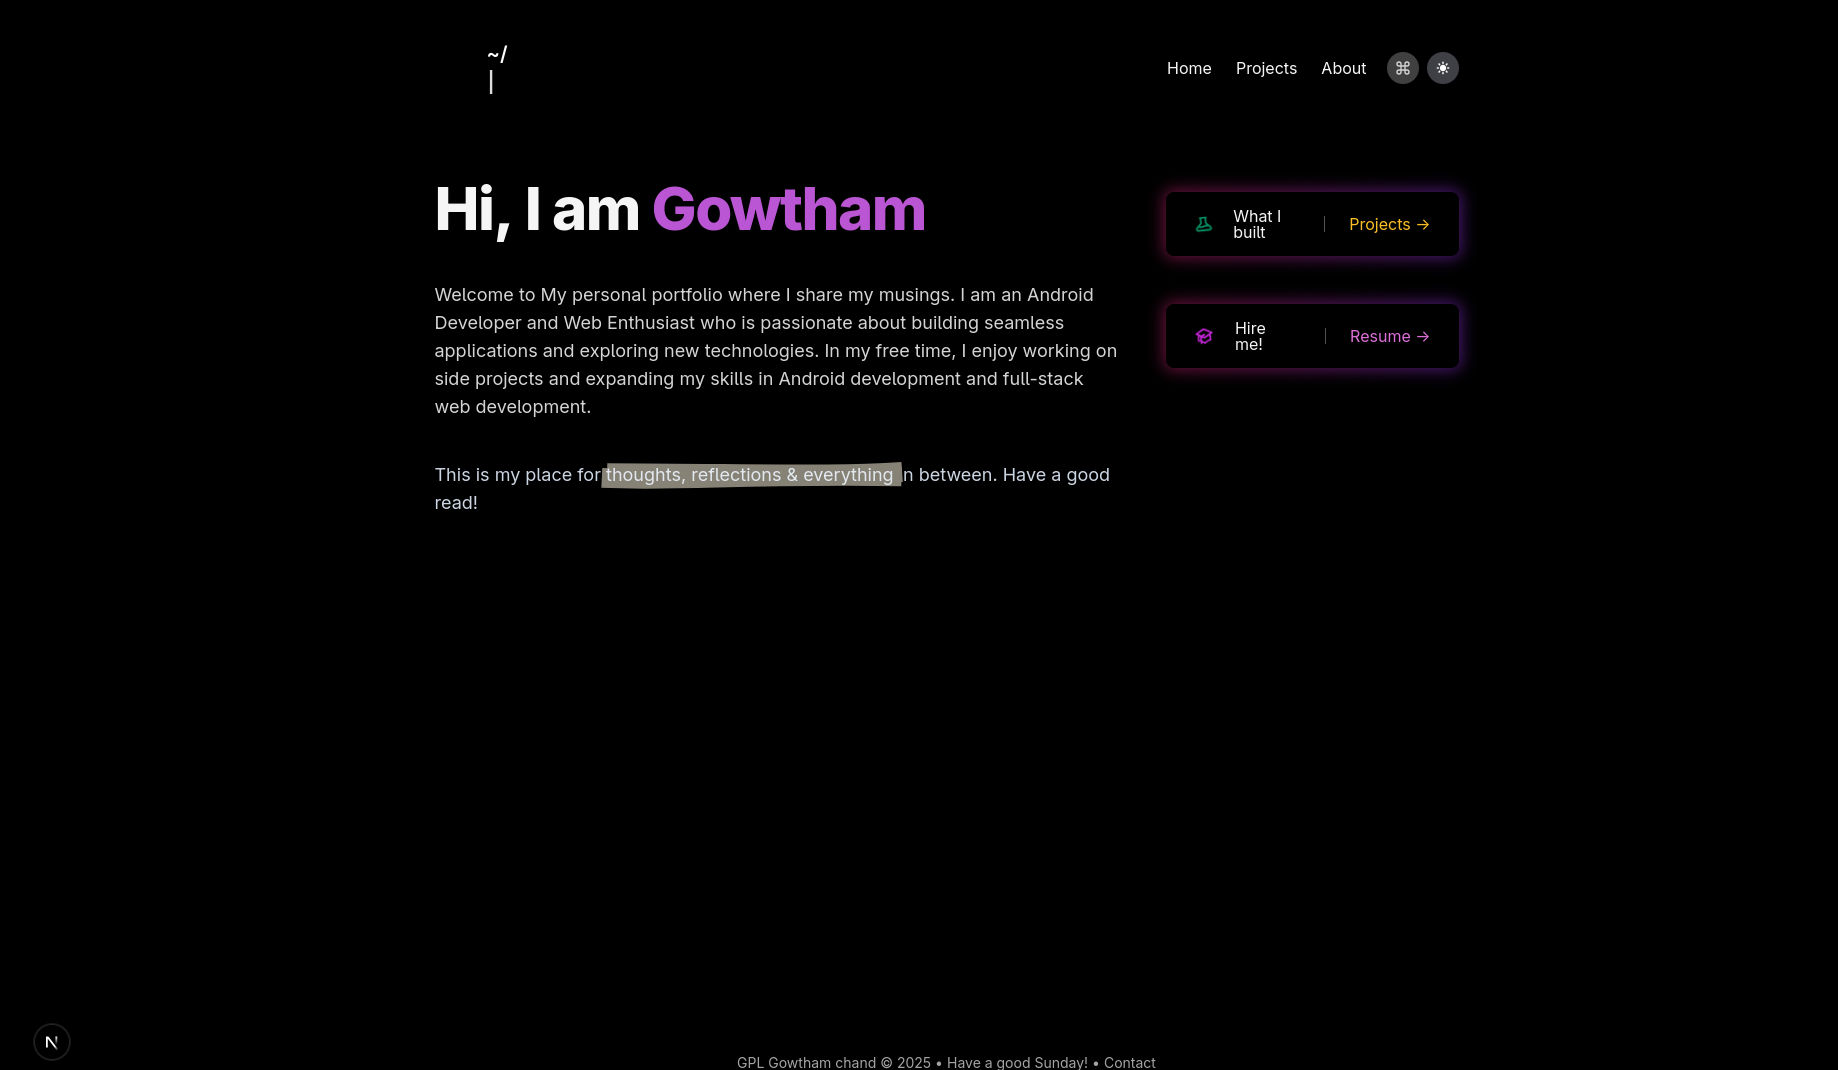 ~/
|
Home Projects About
Hi, I am Gowtham
Welcome to My personal portfolio where I share my musings. I am an Android
Developer and Web Enthusiast who is passionate about building seamless
applications and exploring new technologies. In my free time, I enjoy working on
side projects and expanding my skills in Android development and full-stack
web development.
This is my place for thoughts, reflections & everything in between. Have a good
read!
What I
built
Projects →
Hire
me!
Resume →
N
GPL Gowtham chand © 2025 • Have a good Sunday! • Contact